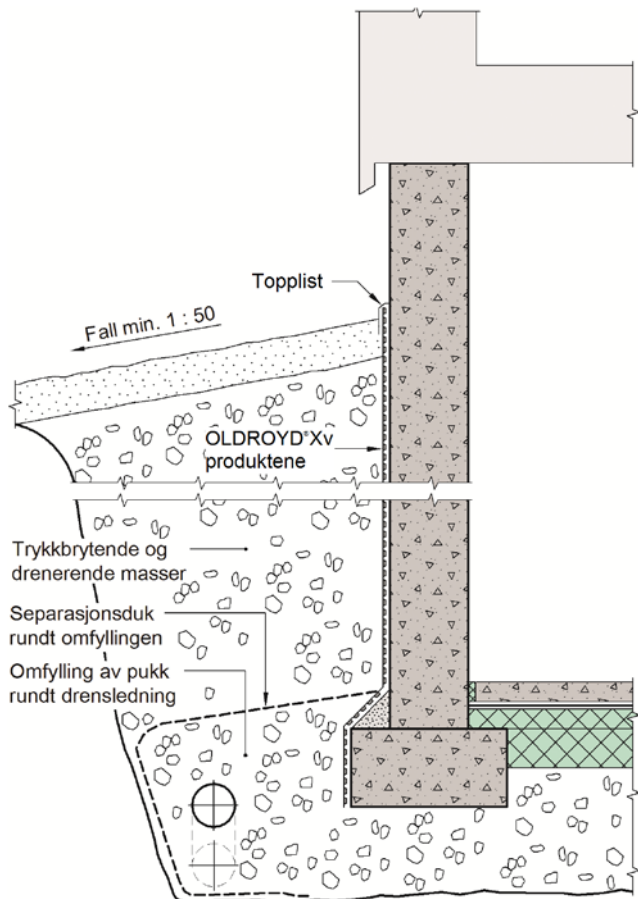 Topplist
Fall min. 1 : 50
OLDROYD®Xv
produktene
Trykkbrytende og
drenerende masser
Separasjonsduk
rundt omfyllingen
Omfylling av pukk
rundt drensledning